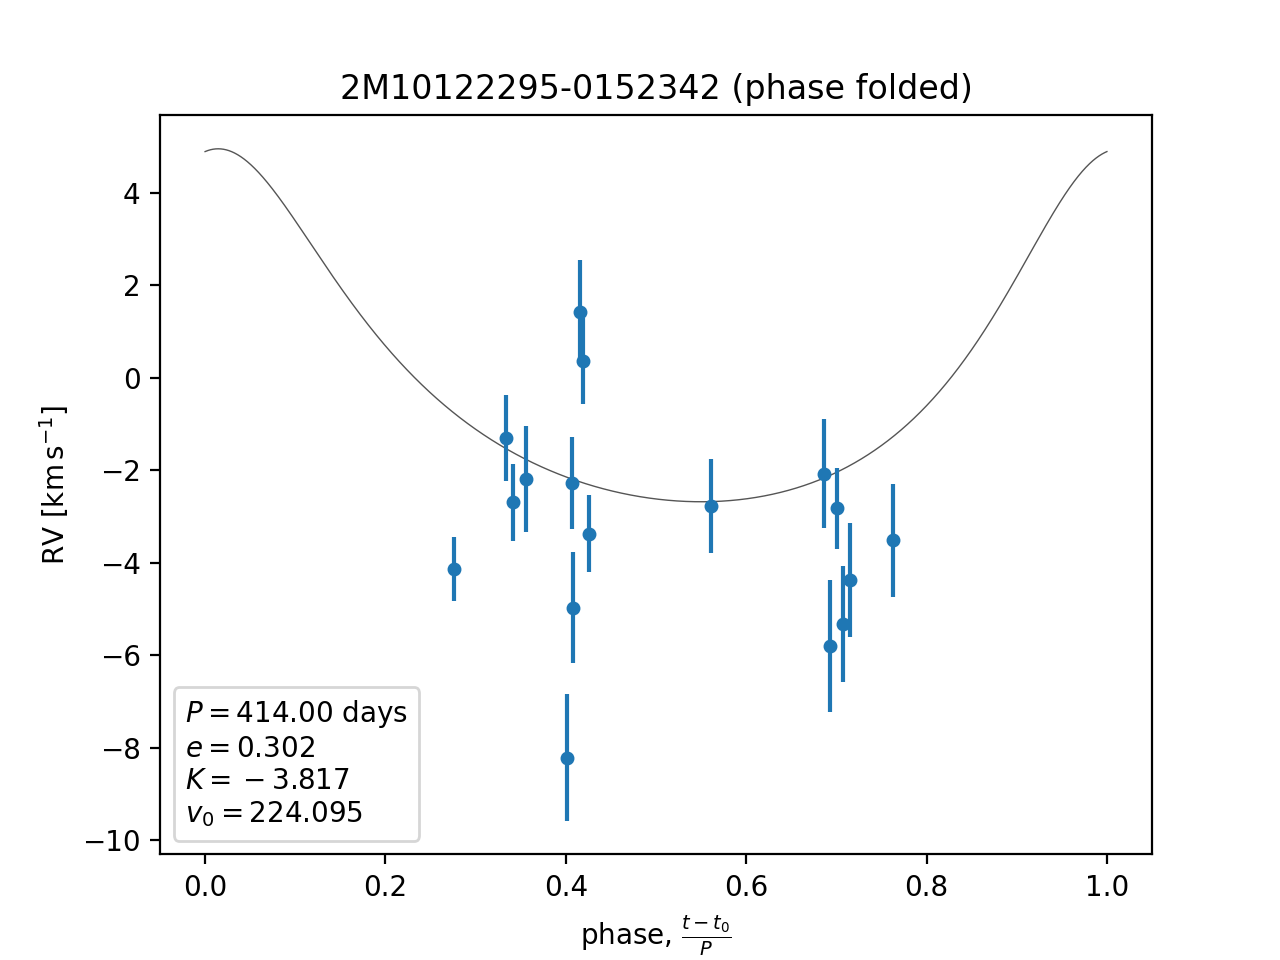 2M10122295-0152342 (phase folded)
RV [km s⁻¹]
4
2
0
−2
−4
−6
−8
−10
P = 414.00 days
e = 0.302
K = − 3.817
v₀ = 224.095
0.0 0.2 0.4 0.6 0.8 1.0
phase, (t − t₀)/P